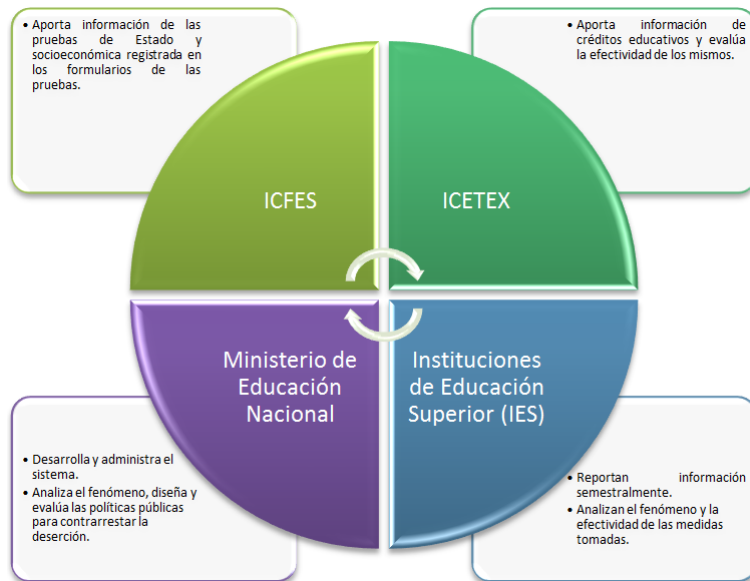 • Aporta información de las
pruebas de Estado y
socioeconómica registrada en
los formularios de las
pruebas.
• Aporta información de
créditos educativos y evalúa
la efectividad de los mismos.
ICFES
ICETEX
Ministerio de
Educación
Nacional
Instituciones
de Educación
Superior (IES)
• Desarrolla y administra el
sistema.
• Analiza el fenómeno, diseña y
evalúa las políticas públicas
para contrarrestar la
deserción.
• Reportan información
semestralmente.
• Analizan el fenómeno y la
efectividad de las medidas
tomadas.